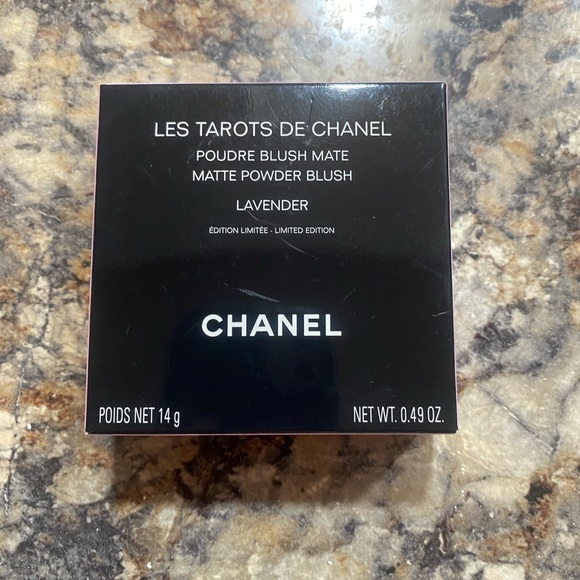 LES TAROTS DE CHANEL
POUDRE BLUSH MATE
MATTE POWDER BLUSH
LAVENDER
ÉDITION LIMITÉE - LIMITED EDITION
CHANEL
POIDS NET 14 g NET WT. 0.49 OZ.